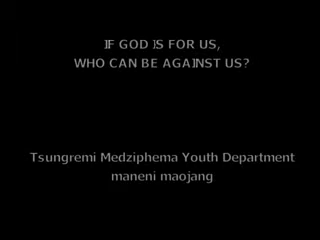 IF GOD IS FOR US,
WHO CAN BE AGAINST US?
Tsungremi Medziphema Youth Department
maneni maojang